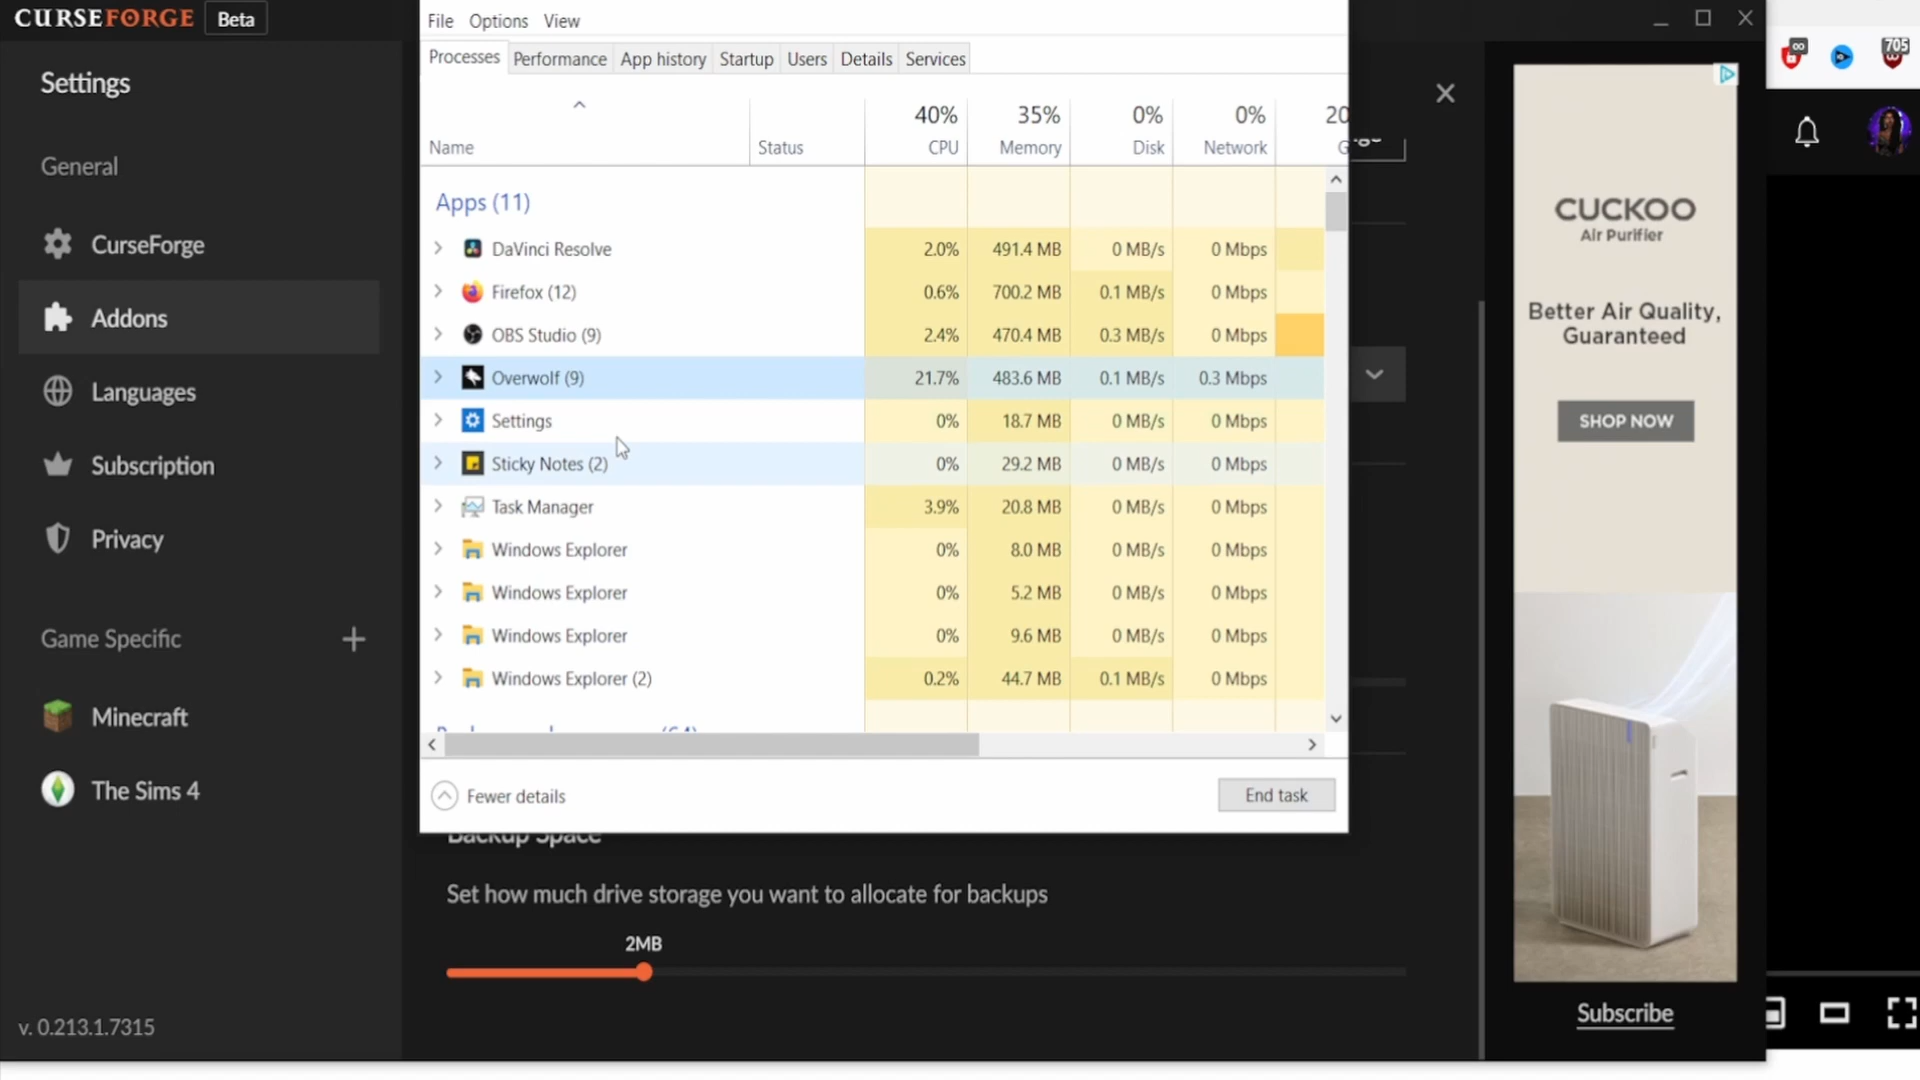 CURSEFORGE Beta
Settings
General
CurseForge
Addons
Languages
Subscription
Privacy
Game Specific
Minecraft
The Sims 4
v. 0.213.1.7315
File Options View
Processes Performance App history Startup Users Details Services
40% 35% 0% 0% 20
Name Status CPU Memory Disk Network G
Apps (11)
DaVinci Resolve 2.0% 491.4 MB 0 MB/s 0 Mbps
Firefox (12) 0.6% 700.2 MB 0.1 MB/s 0 Mbps
OBS Studio (9) 2.4% 470.4 MB 0.3 MB/s 0 Mbps
Overwolf (9) 21.7% 483.6 MB 0.1 MB/s 0.3 Mbps
Settings 0% 18.7 MB 0 MB/s 0 Mbps
Sticky Notes (2) 0% 29.2 MB 0 MB/s 0 Mbps
Task Manager 3.9% 20.8 MB 0 MB/s 0 Mbps
Windows Explorer 0% 8.0 MB 0 MB/s 0 Mbps
Windows Explorer 0% 5.2 MB 0 MB/s 0 Mbps
Windows Explorer 0% 9.6 MB 0 MB/s 0 Mbps
Windows Explorer (2) 0.2% 44.7 MB 0.1 MB/s 0 Mbps
Fewer details End task
Backup Space
Set how much drive storage you want to allocate for backups
2MB
CUCKOO
Air Purifier
Better Air Quality,
Guaranteed
SHOP NOW
Subscribe
705